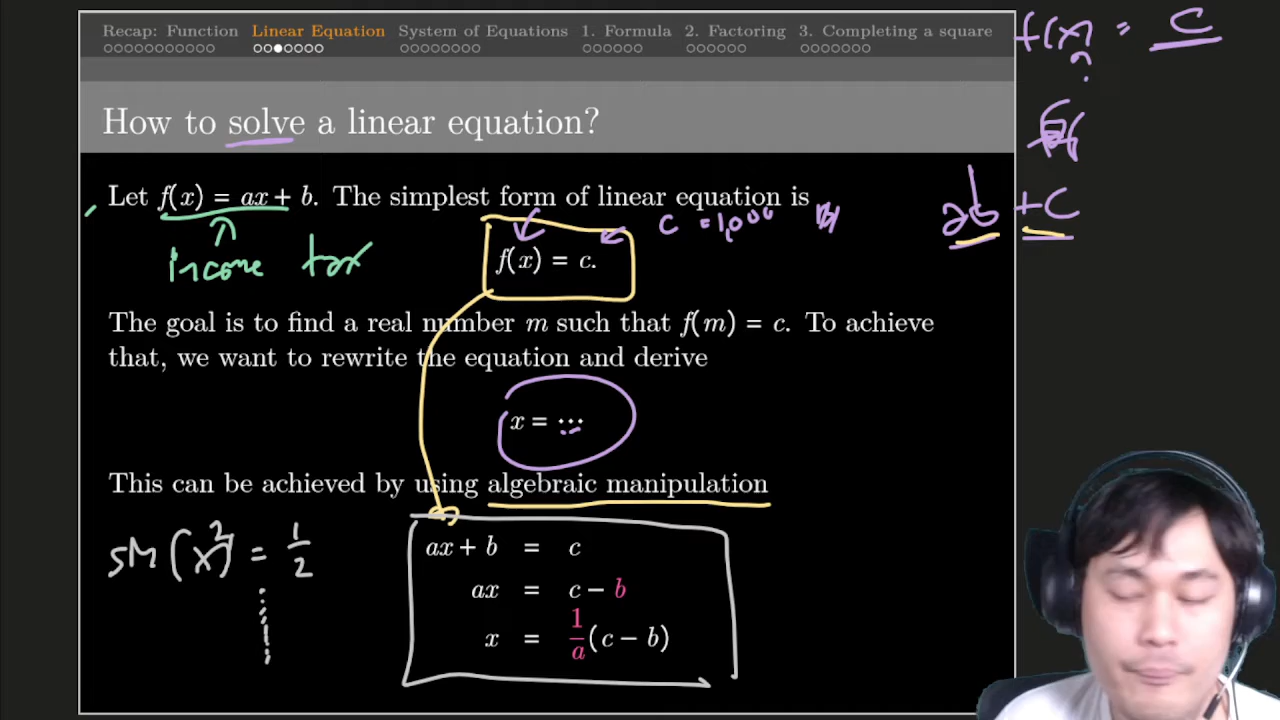 Recap: Function Linear Equation System of Equations 1. Formula 2. Factoring 3. Completing a square
f(x) = c
?
How to solve a linear equation?
Let f(x) = ax + b. The simplest form of linear equation is
+C
C = 1,000
income tax
f(x) = c.
The goal is to find a real number m such that f(m) = c. To achieve
that, we want to rewrite the equation and derive
x = ⋯
This can be achieved by using algebraic manipulation
sin(x²) = 1/2
ax + b = c
ax = c − b
x = 1/a (c − b)